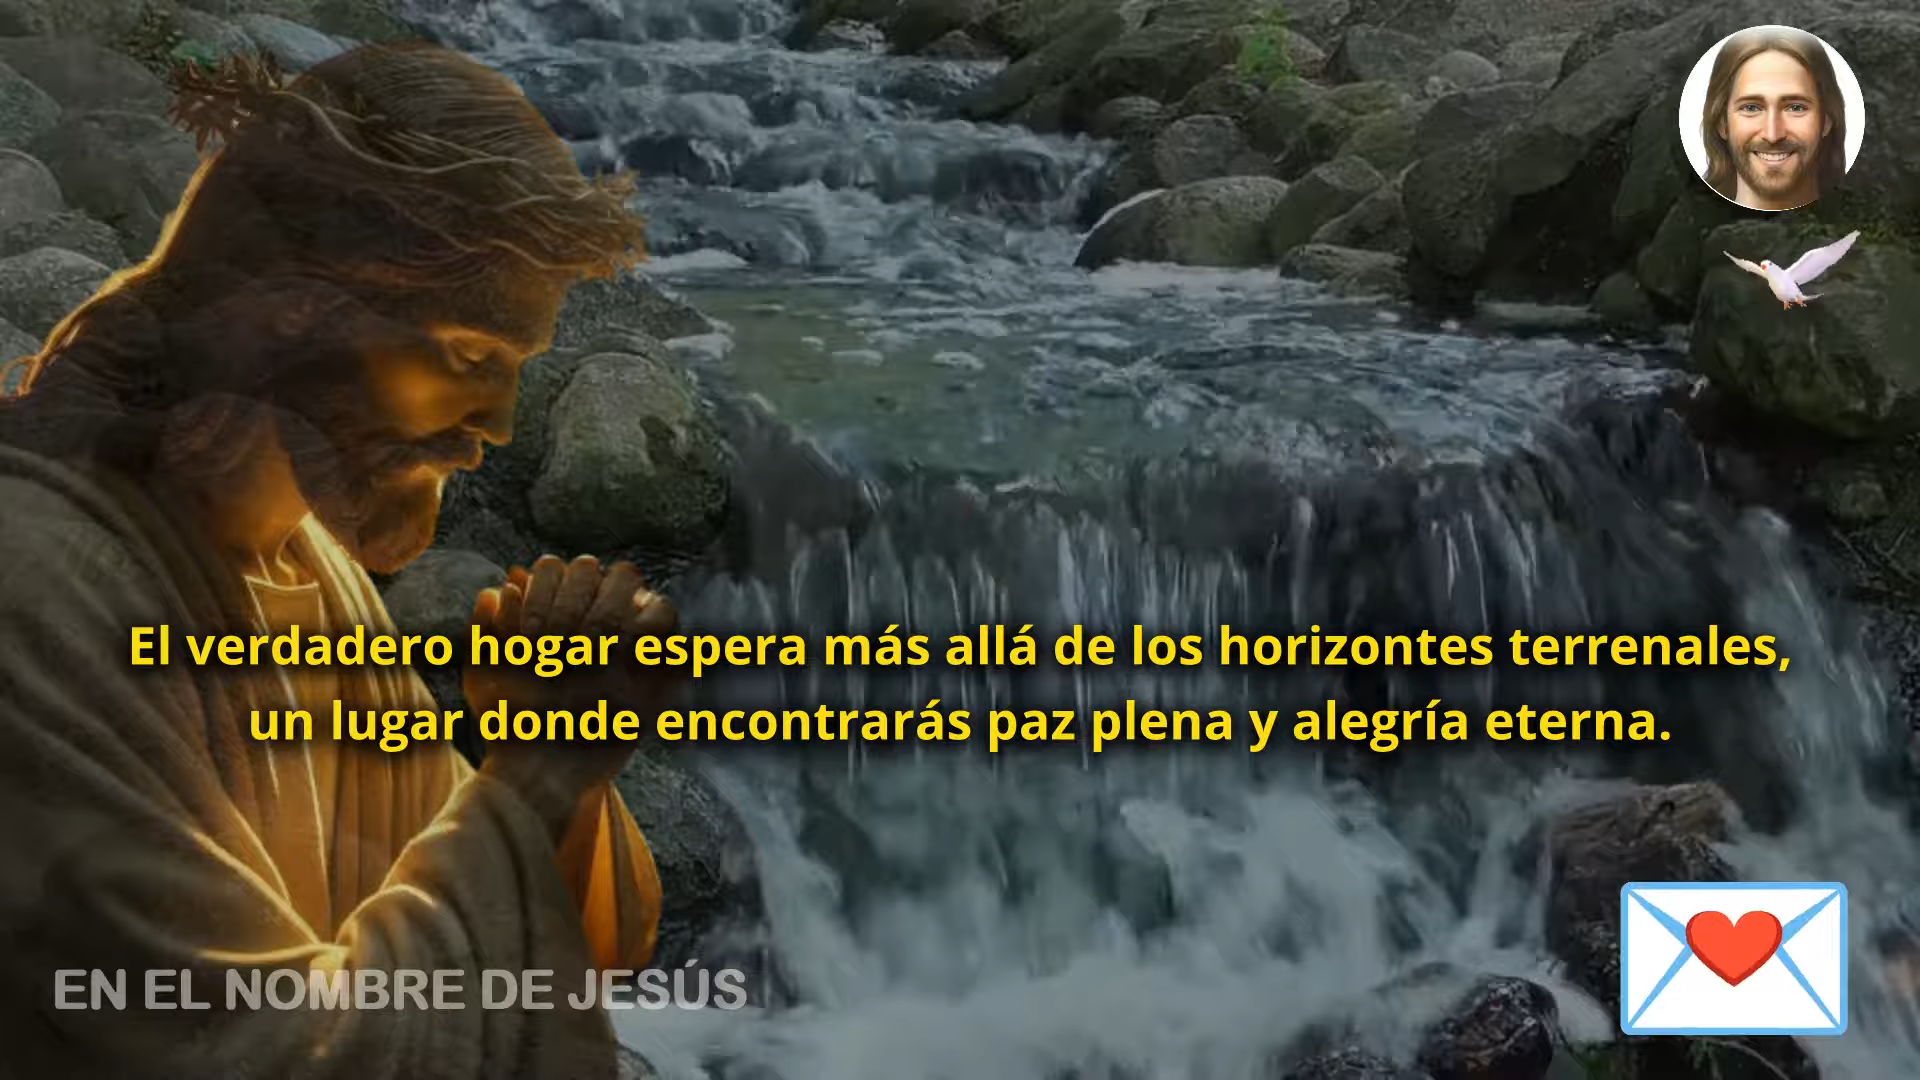 El verdadero hogar espera más allá de los horizontes terrenales,
un lugar donde encontrarás paz plena y alegría eterna.
EN EL NOMBRE DE JESÚS